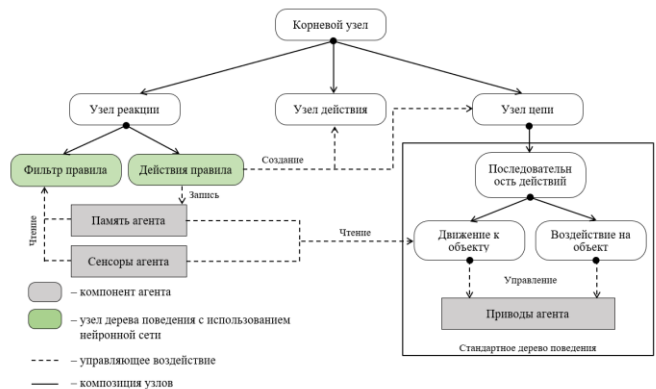 Корневой узел
Узел реакции
Узел действия
Узел цепи
Фильтр правила
Действия правила
Создание
Последовательн
ость действий
Запись
Память агента
Чтение
Сенсоры агента
Чтение
Движение к
объекту
Воздействие на
объект
Управление
Приводы агента
Стандартное дерево поведения
– компонент агента
– узел дерева поведения с использованием
нейронной сети
– управляющее воздействие
– композиция узлов